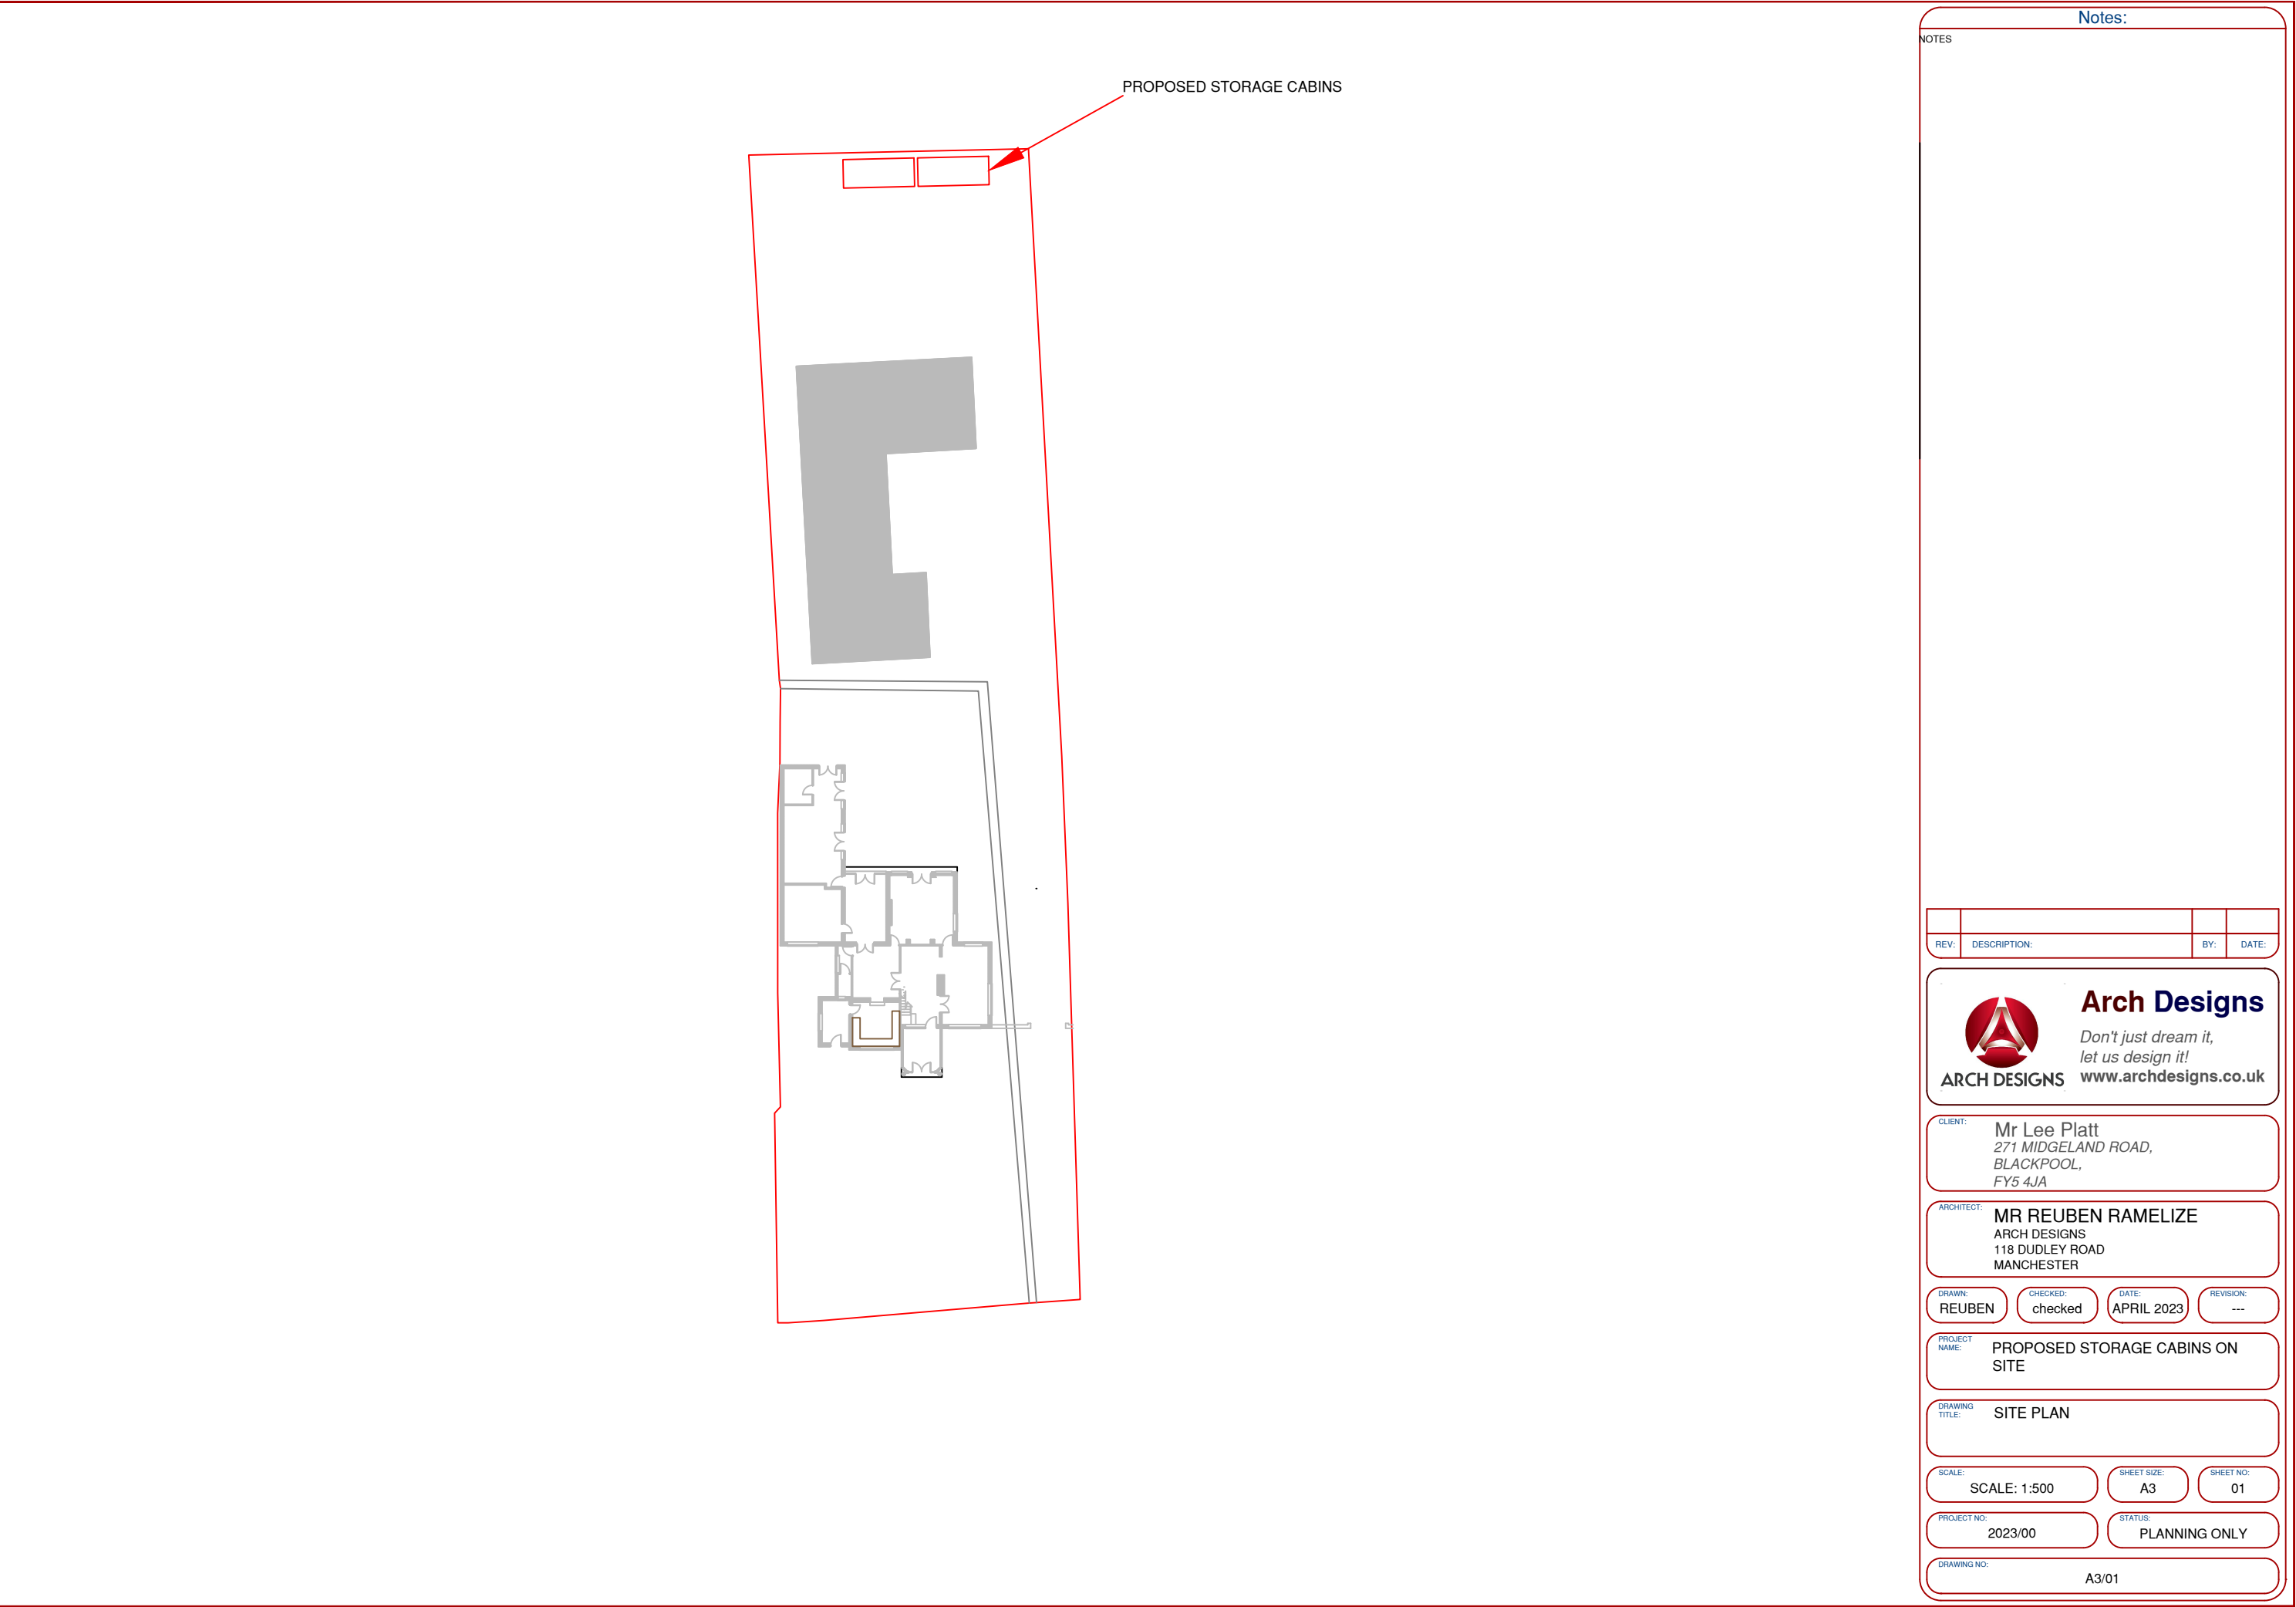 PROPOSED STORAGE CABINS
Notes:
NOTES
REV: DESCRIPTION: BY: DATE:
ARCH DESIGNS
Arch Designs
Don't just dream it,
let us design it!
www.archdesigns.co.uk
CLIENT:
Mr Lee Platt
271 MIDGELAND ROAD,
BLACKPOOL,
FY5 4JA
ARCHITECT:
MR REUBEN RAMELIZE
ARCH DESIGNS
118 DUDLEY ROAD
MANCHESTER
DRAWN:
REUBEN
CHECKED:
checked
DATE:
APRIL 2023
REVISION:
---
PROJECT
NAME:
PROPOSED STORAGE CABINS ON
SITE
DRAWING
TITLE:
SITE PLAN
SCALE:
SCALE: 1:500
SHEET SIZE:
A3
SHEET NO:
01
PROJECT NO:
2023/00
STATUS:
PLANNING ONLY
DRAWING NO:
A3/01